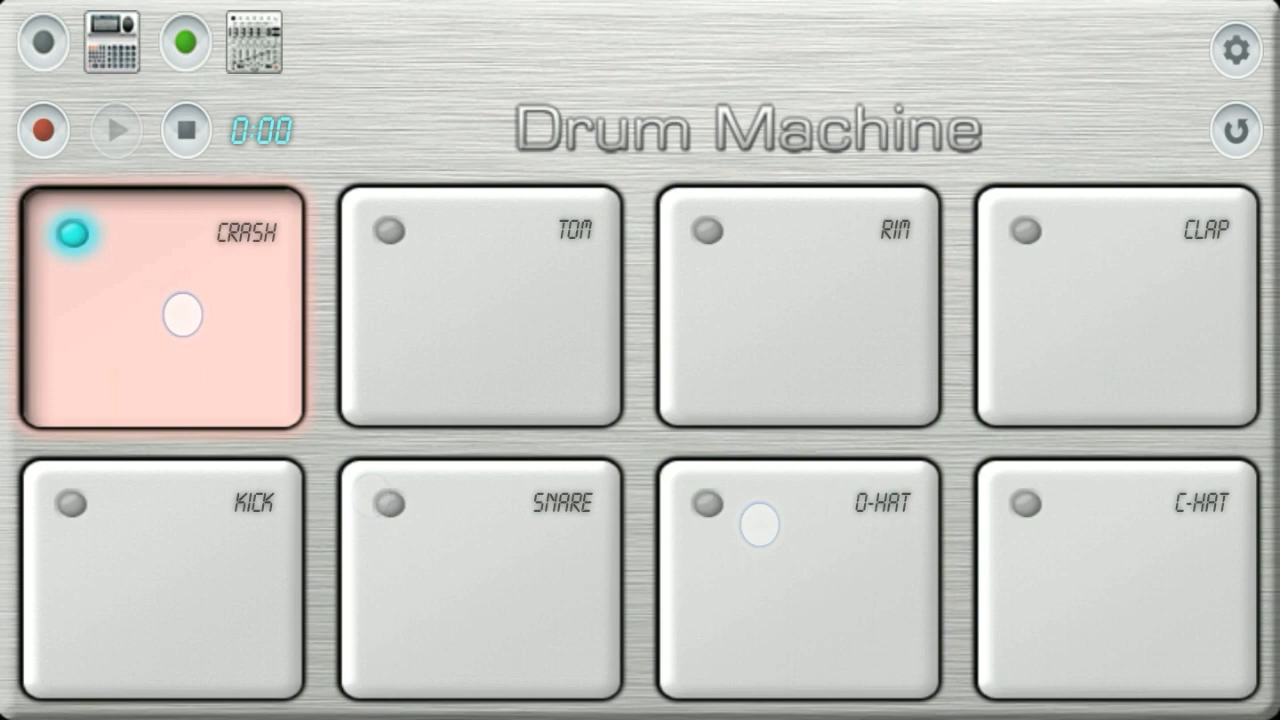 0:00
Drum Machine
CRASH
TOM
RIM
CLAP
KICK
SNARE
O-HAT
C-HAT